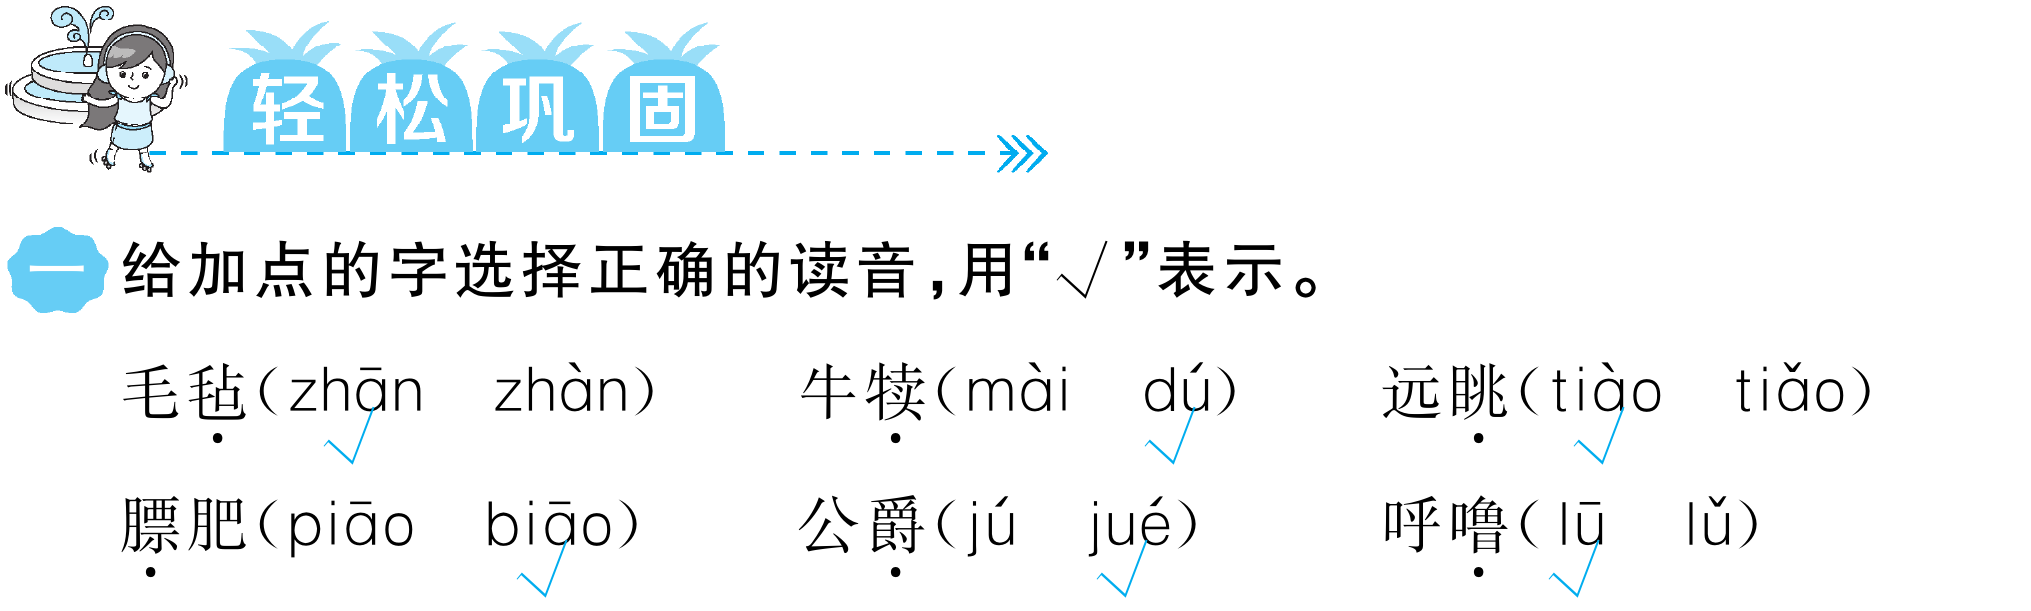 轻松巩固
一 给加点的字选择正确的读音,用“√”表示。
毛毡(zhān√ zhàn) 牛犊(mài dú√) 远眺(tiào√ tiǎo)
膘肥(piāo biāo√) 公爵(jú jué√) 呼噜(lū√ lǔ)